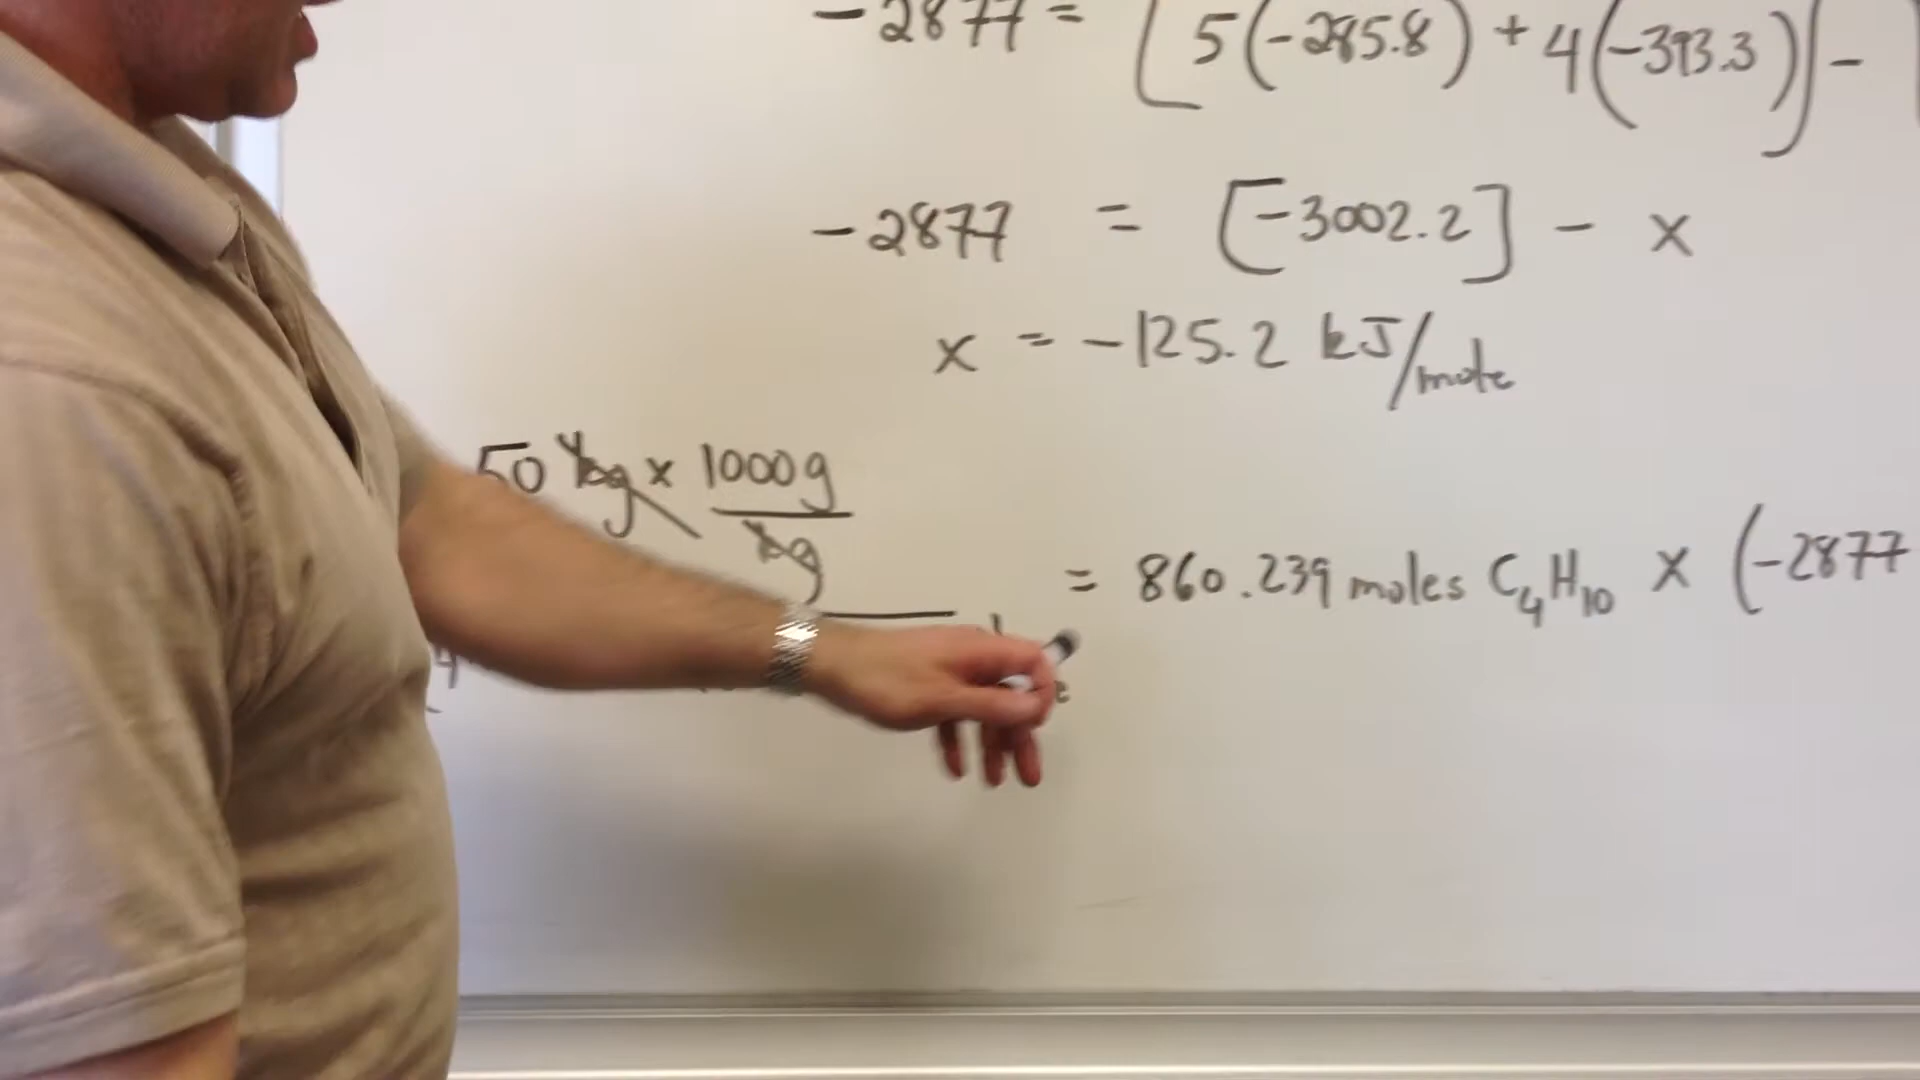 -2877 = [5(-285.8) + 4(-393.3)] -
-2877 = [-3002.2] - x
x = -125.2 kJ/mole
50 kg x 1000g
kg
= 860.239 moles C4H10 x (-2877